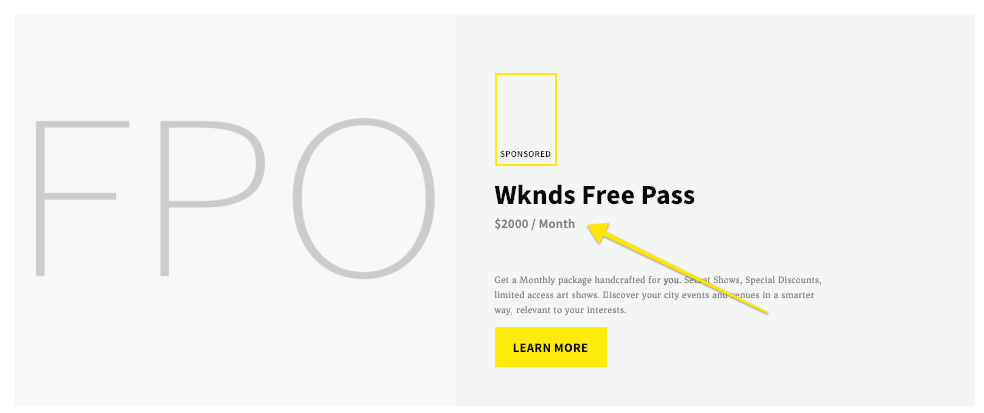 FPO
SPONSORED
Wknds Free Pass
$2000 / Month
Get a Monthly package handcrafted for you. Secret Shows, Special Discounts,
limited access art shows. Discover your city events and venues in a smarter
way, relevant to your interests.
LEARN MORE